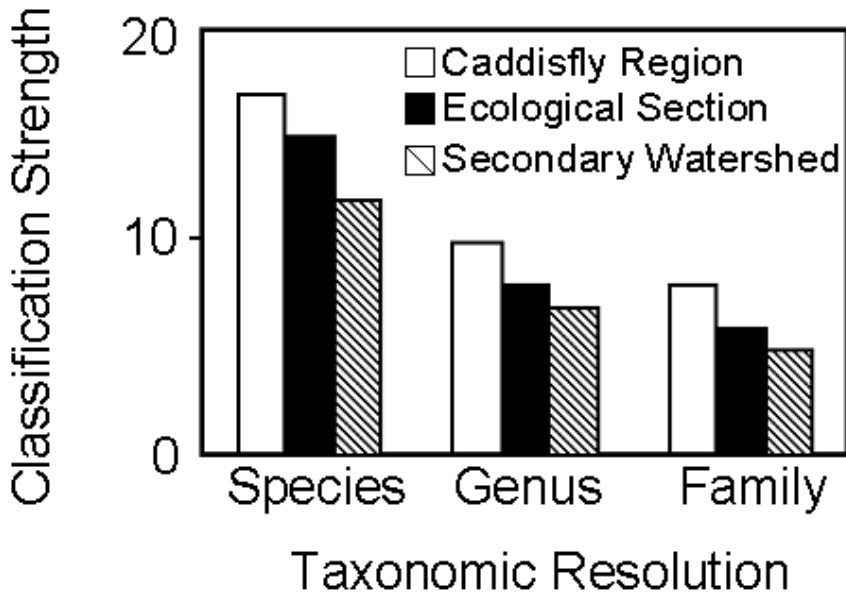 Classification Strength
20
10
0
Caddisfly Region
Ecological Section
Secondary Watershed
Species Genus Family
Taxonomic Resolution